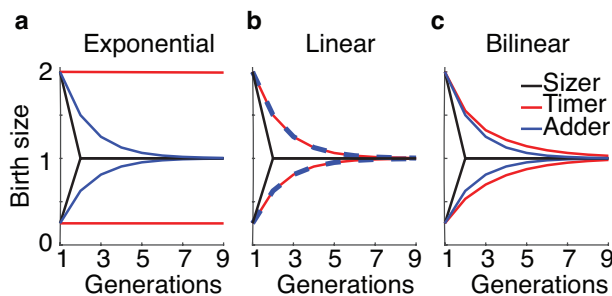 a
Exponential
b
Linear
c
Bilinear
Birth size
2
1
0
Sizer
Timer
Adder
1 3 5 7 9
1 3 5 7 9
1 3 5 7 9
Generations
Generations
Generations